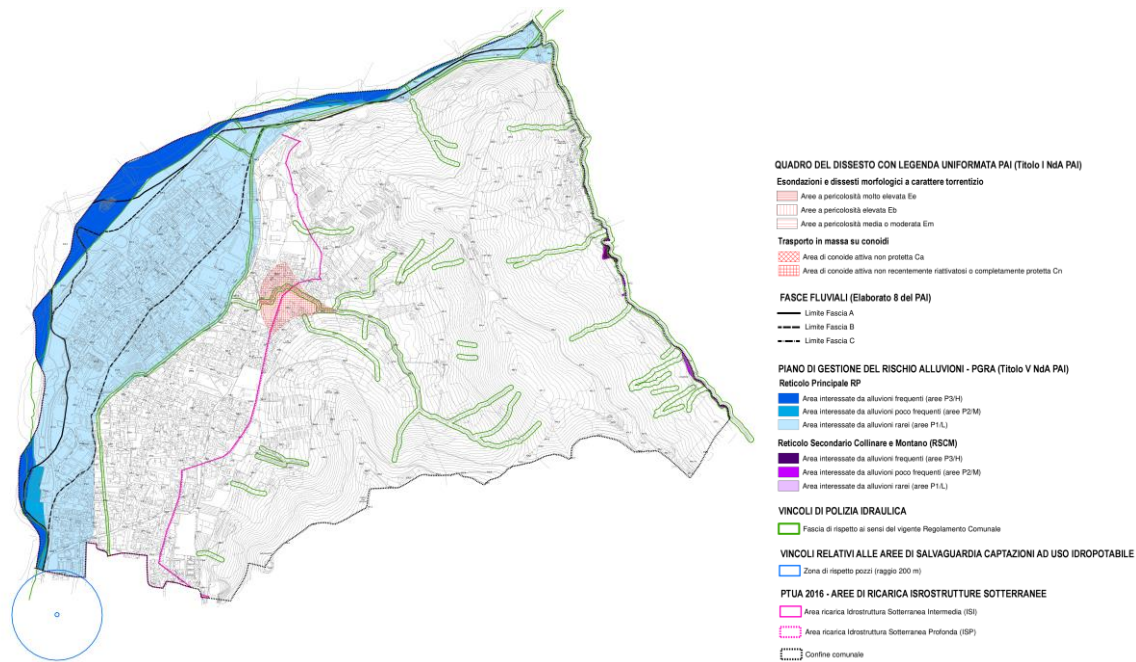 QUADRO DEL DISSESTO CON LEGENDA UNIFORMATA PAI (Titolo I NdA PAI)
Esondazioni e dissesti morfologici a carattere torrentizio
Aree a pericolosità molto elevata Ee
Aree a pericolosità elevata Eb
Aree a pericolosità media o moderata Em
Trasporto in massa su conoidi
Area di conoide attiva non protetta Ca
Area di conoide attiva non recentemente riattivatosi o completamente protetta Cn
FASCE FLUVIALI (Elaborato 8 del PAI)
Limite Fascia A
Limite Fascia B
Limite Fascia C
PIANO DI GESTIONE DEL RISCHIO ALLUVIONI - PGRA (Titolo V NdA PAI)
Reticolo Principale RP
Area interessate da alluvioni frequenti (aree P3/H)
Area interessate da alluvioni poco frequenti (aree P2/M)
Area interessate da alluvioni rarei (aree P1/L)
Reticolo Secondario Collinare e Montano (RSCM)
Area interessate da alluvioni frequenti (aree P3/H)
Area interessate da alluvioni poco frequenti (aree P2/M)
Area interessate da alluvioni rarei (aree P1/L)
VINCOLI DI POLIZIA IDRAULICA
Fascia di rispetto ai sensi del vigente Regolamento Comunale
VINCOLI RELATIVI ALLE AREE DI SALVAGUARDIA CAPTAZIONI AD USO IDROPOTABILE
Zona di rispetto pozzi (raggio 200 m)
PTUA 2016 - AREE DI RICARICA ISROSTRUTTURE SOTTERRANEE
Area ricarica Idrostruttura Sotterranea Intermedia (ISI)
Area ricarica Idrostruttura Sotterranea Profonda (ISP)
Confine comunale